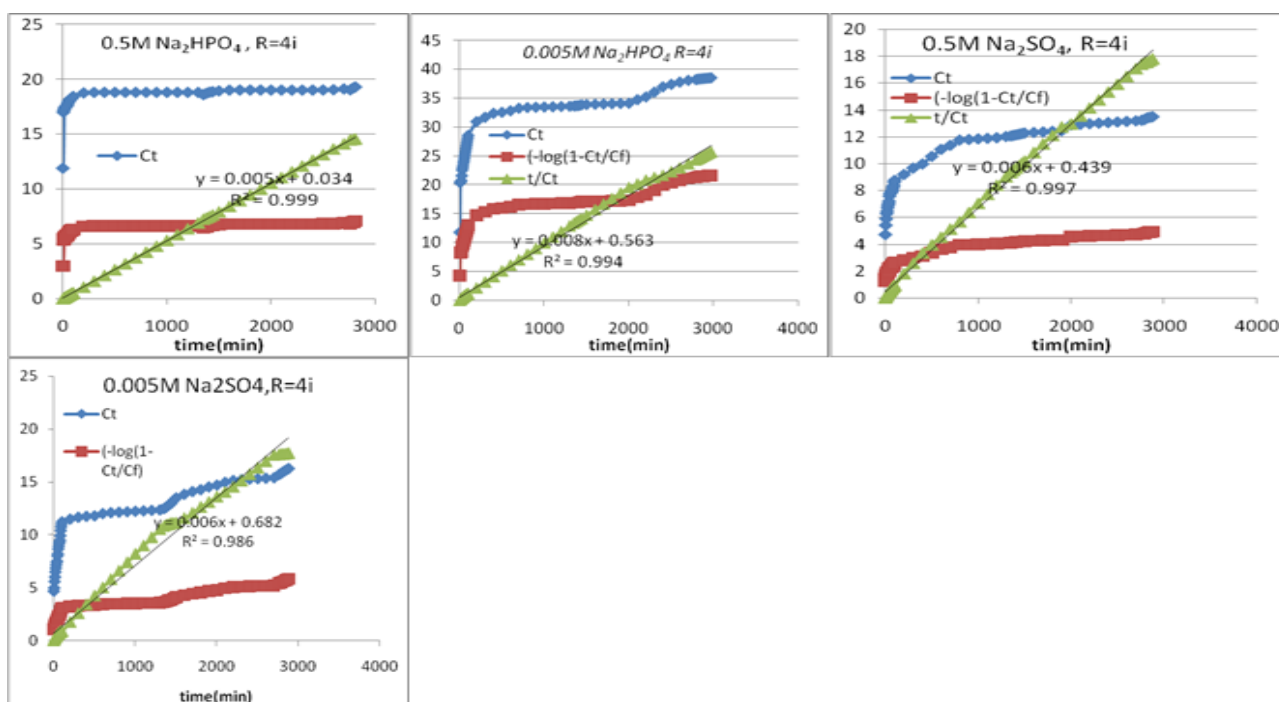 0.5M Na₂HPO₄ , R=4i
25
20
15
10
5
0
Ct
y = 0.005x + 0.034
R² = 0.999
0 1000 2000 3000
time(min)
0.005M Na₂HPO₄ R=4i
45
40
35
30
25
20
15
10
5
0
Ct
(-log(1-Ct/Cf)
t/Ct
y = 0.008x + 0.563
R² = 0.994
0 1000 2000 3000 4000
time(min)
0.5M Na₂SO₄, R=4i
20
18
16
14
12
10
8
6
4
2
0
Ct
(-log(1-Ct/Cf)
t/Ct
y = 0.006x + 0.439
R² = 0.997
0 1000 2000 3000 4000
tim(min)
0.005M Na2SO4,R=4i
25
20
15
10
5
0
Ct
(-log(1-
Ct/Cf)
y = 0.006x + 0.682
R² = 0.986
0 1000 2000 3000 4000
time(min)